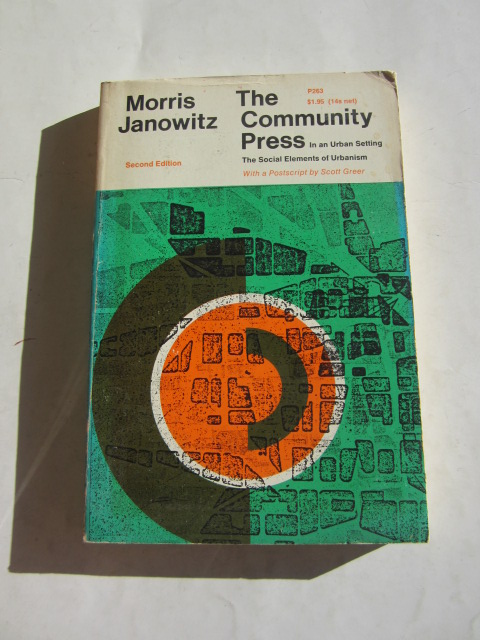 Morris Janowitz
The Community Press In an Urban Setting
The Social Elements of Urbanism
With a Postscript by Scott Greer
Second Edition
P263
$1.95 (14s net)